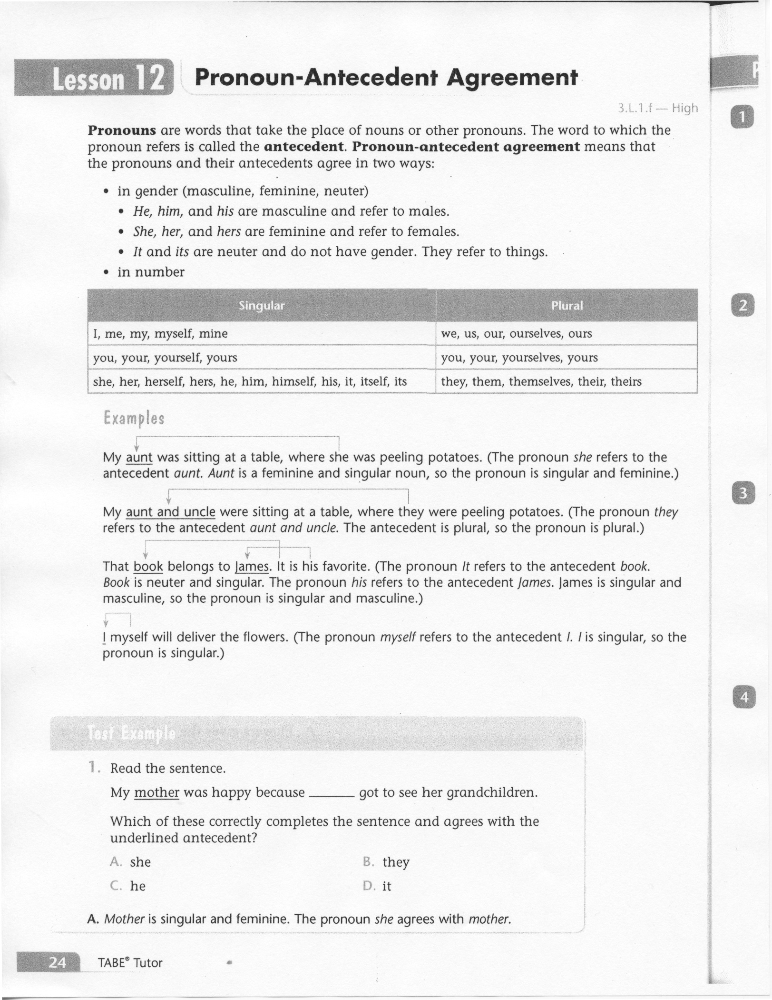 Lesson 12 Pronoun-Antecedent Agreement
3.L.1.f — High
Pronouns are words that take the place of nouns or other pronouns. The word to which the
pronoun refers is called the antecedent. Pronoun-antecedent agreement means that
the pronouns and their antecedents agree in two ways:
• in gender (masculine, feminine, neuter)
• He, him, and his are masculine and refer to males.
• She, her, and hers are feminine and refer to females.
• It and its are neuter and do not have gender. They refer to things.
• in number
Singular Plural
I, me, my, myself, mine we, us, our, ourselves, ours
you, your, yourself, yours you, your, yourselves, yours
she, her, herself, hers, he, him, himself, his, it, itself, its they, them, themselves, their, theirs
Examples
My aunt was sitting at a table, where she was peeling potatoes. (The pronoun she refers to the
antecedent aunt. Aunt is a feminine and singular noun, so the pronoun is singular and feminine.)
My aunt and uncle were sitting at a table, where they were peeling potatoes. (The pronoun they
refers to the antecedent aunt and uncle. The antecedent is plural, so the pronoun is plural.)
That book belongs to James. It is his favorite. (The pronoun It refers to the antecedent book.
Book is neuter and singular. The pronoun his refers to the antecedent James. James is singular and
masculine, so the pronoun is singular and masculine.)
I myself will deliver the flowers. (The pronoun myself refers to the antecedent I. I is singular, so the
pronoun is singular.)
Test Example
1. Read the sentence.
My mother was happy because ______ got to see her grandchildren.
Which of these correctly completes the sentence and agrees with the
underlined antecedent?
A. she B. they
C. he D. it
A. Mother is singular and feminine. The pronoun she agrees with mother.
24 TABE® Tutor
1
2
3
4